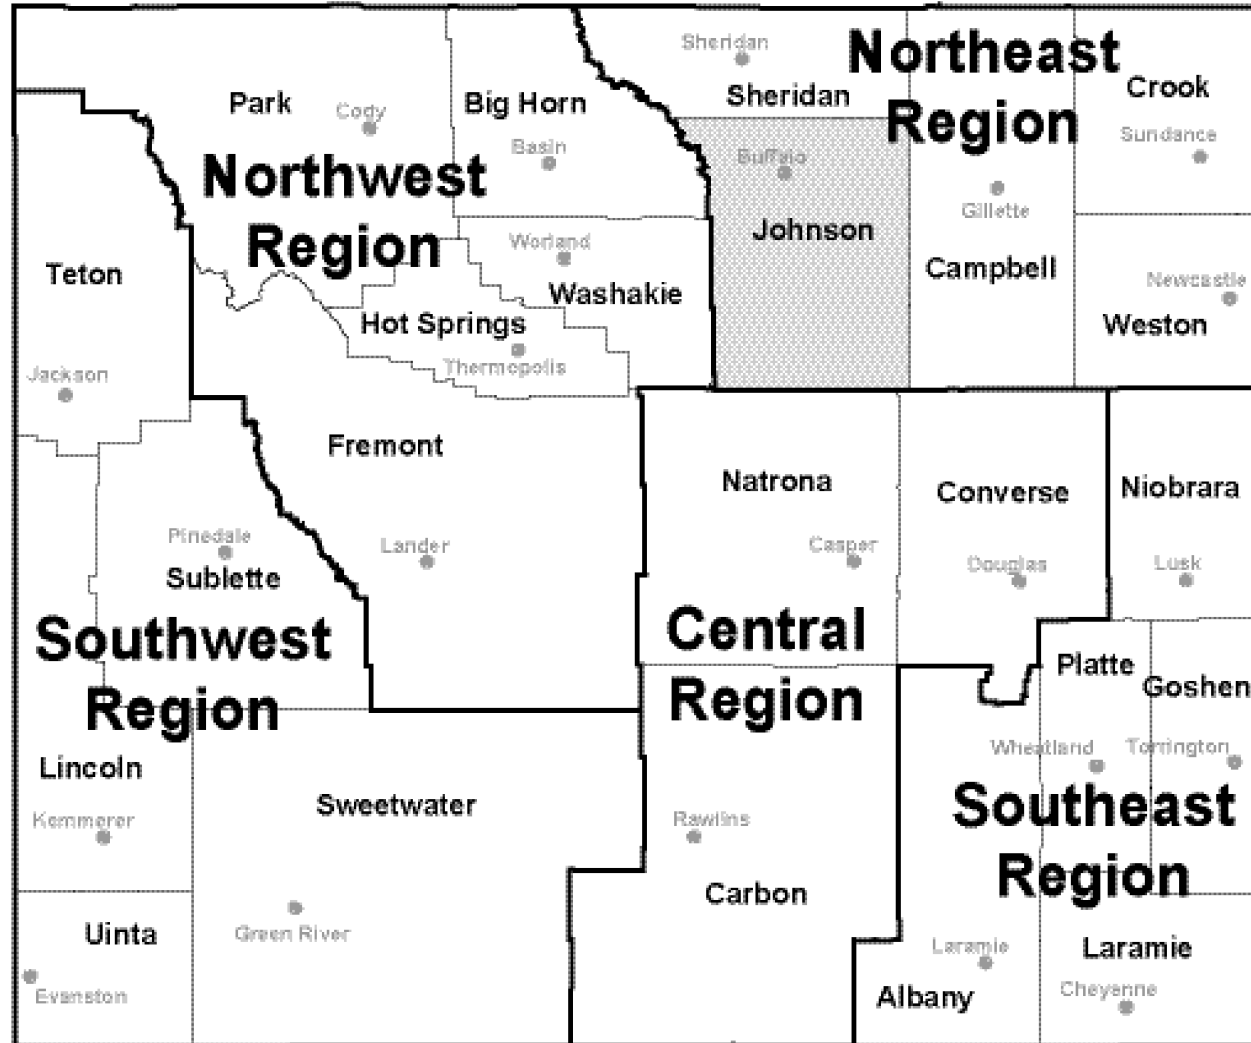 Sheridan
Northeast
Region
Park
Cody
Big Horn
Sheridan
Crook
Sundance
Basin
Buffalo
Northwest
Region
Gillette
Johnson
Worland
Teton
Campbell
Newcastle
Washakie
Hot Springs
Weston
Thermopolis
Jackson
Fremont
Natrona
Converse
Niobrara
Pinedale
Lander
Casper
Douglas
Lusk
Sublette
Southwest
Region
Central
Region
Platte
Goshen
Wheatland
Torrington
Lincoln
Sweetwater
Southeast
Region
Kemmerer
Rawlins
Carbon
Uinta
Green River
Laramie
Laramie
Evanston
Albany
Cheyenne